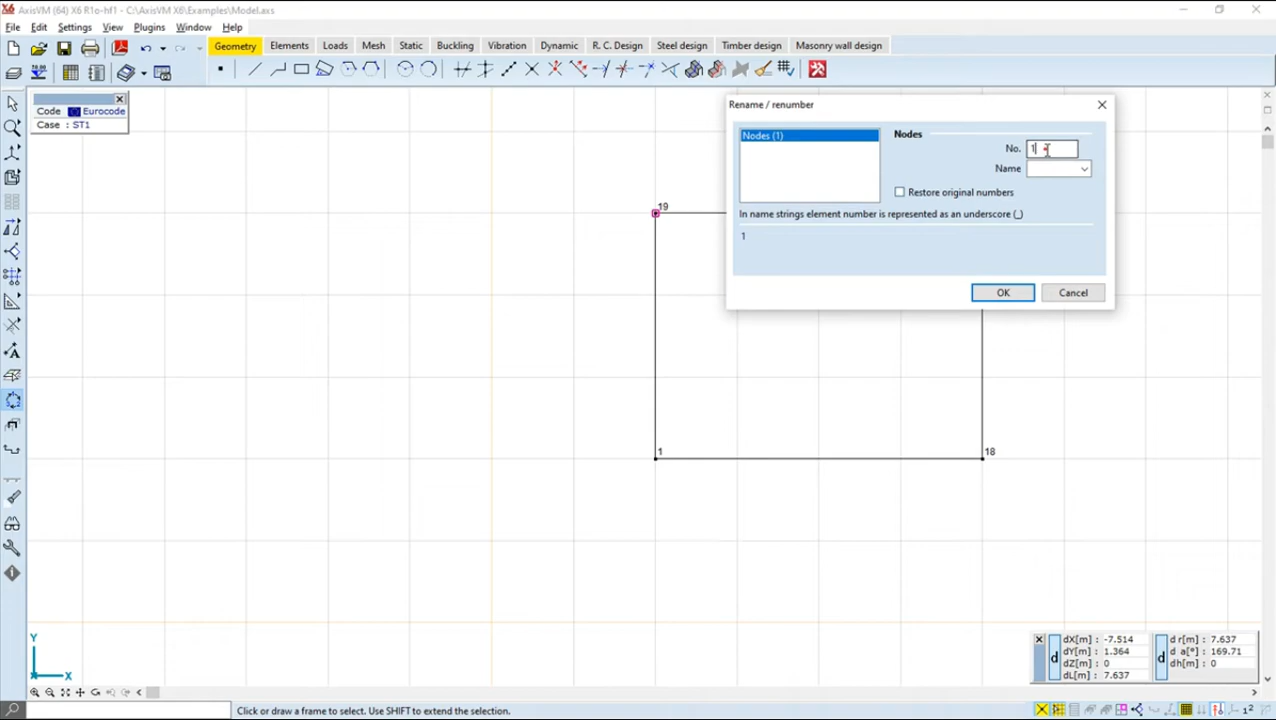 AxisVM (64) X6 R1o-hf1 - C:\AxisVM X6\Examples\Model.axs
File Edit Settings View Plugins Window Help
Geometry Elements Loads Mesh Static Buckling Vibration Dynamic R. C. Design Steel design Timber design Masonry wall design
Code Eurocode
Case : ST1
Rename / renumber
Nodes (1)
Nodes
No. 1
Name
Restore original numbers
In name strings element number is represented as an underscore (_)
1
OK Cancel
19
1
18
Y
X
d
dX[m] : -7.514
dY[m] : 1.364
dZ[m] : 0
dL[m] : 7.637
d
d r[m] : 7.637
d a[°] : 169.71
dh[m] : 0
Click or draw a frame to select. Use SHIFT to extend the selection.